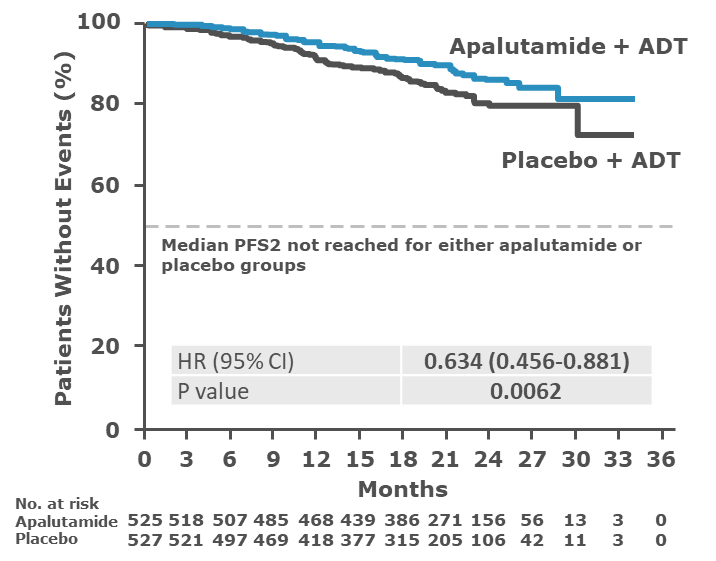 100
80
60
40
20
0
Patients Without Events (%)
Apalutamide + ADT
Placebo + ADT
Median PFS2 not reached for either apalutamide or
placebo groups
HR (95% CI) 0.634 (0.456-0.881)
P value 0.0062
0 3 6 9 12 15 18 21 24 27 30 33 36
Months
No. at risk
Apalutamide 525 518 507 485 468 439 386 271 156 56 13 3 0
Placebo 527 521 497 469 418 377 315 205 106 42 11 3 0